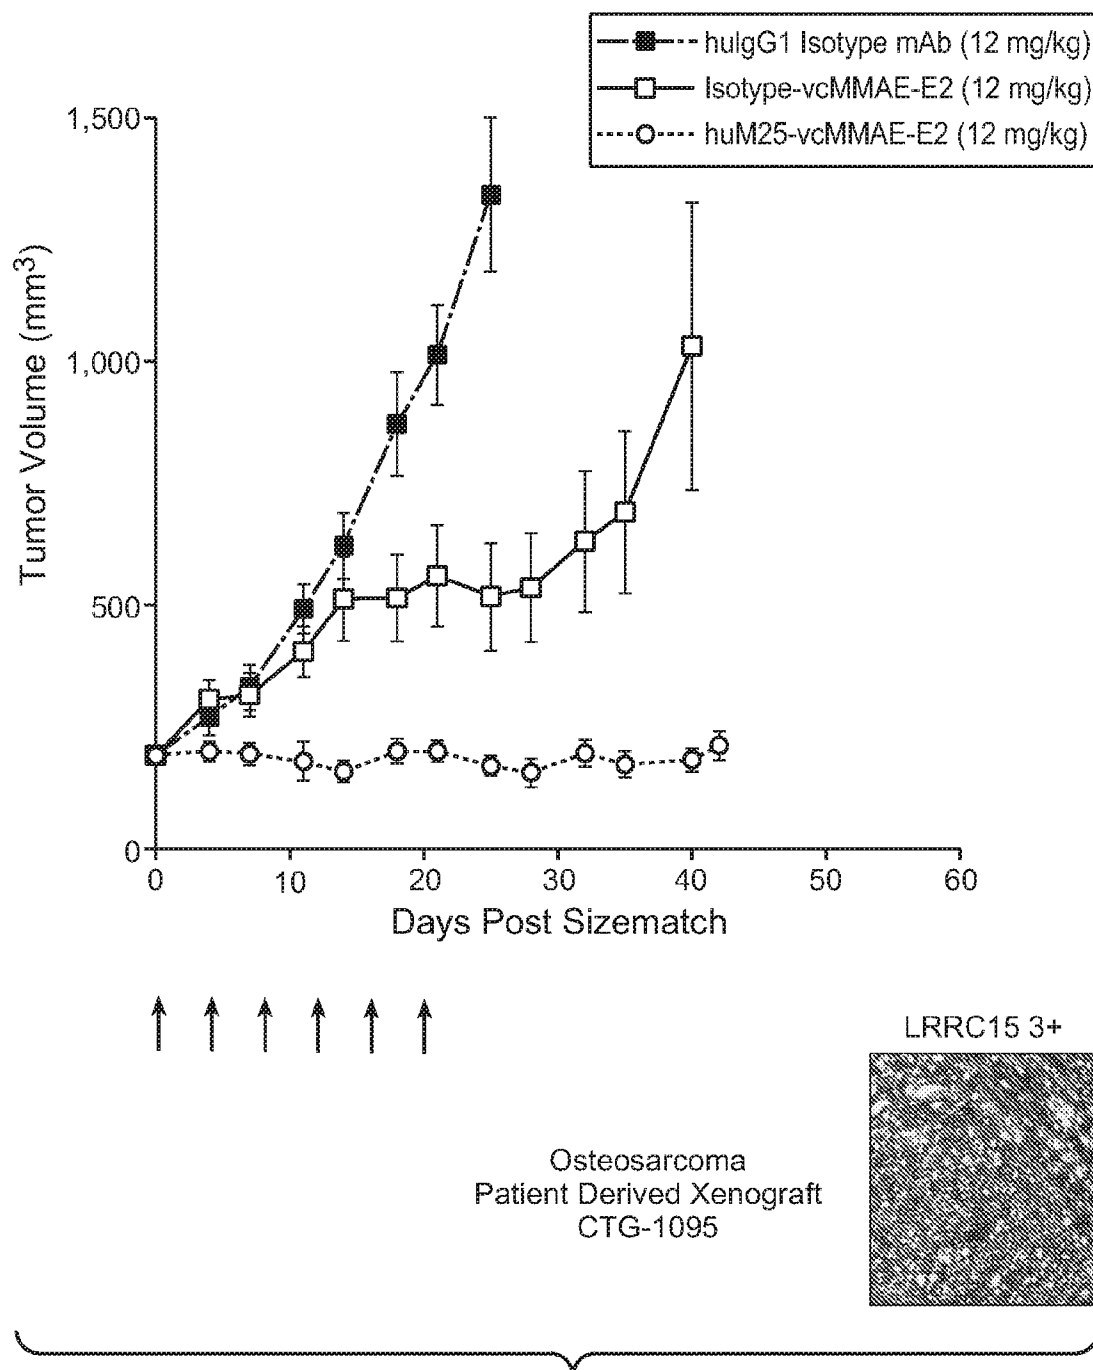 huIgG1 Isotype mAb (12 mg/kg)
Isotype-vcMMAE-E2 (12 mg/kg)
huM25-vcMMAE-E2 (12 mg/kg)
1,500
1,000
500
0
Tumor Volume (mm³)
0 10 20 30 40 50 60
Days Post Sizematch
LRRC15 3+
Osteosarcoma
Patient Derived Xenograft
CTG-1095